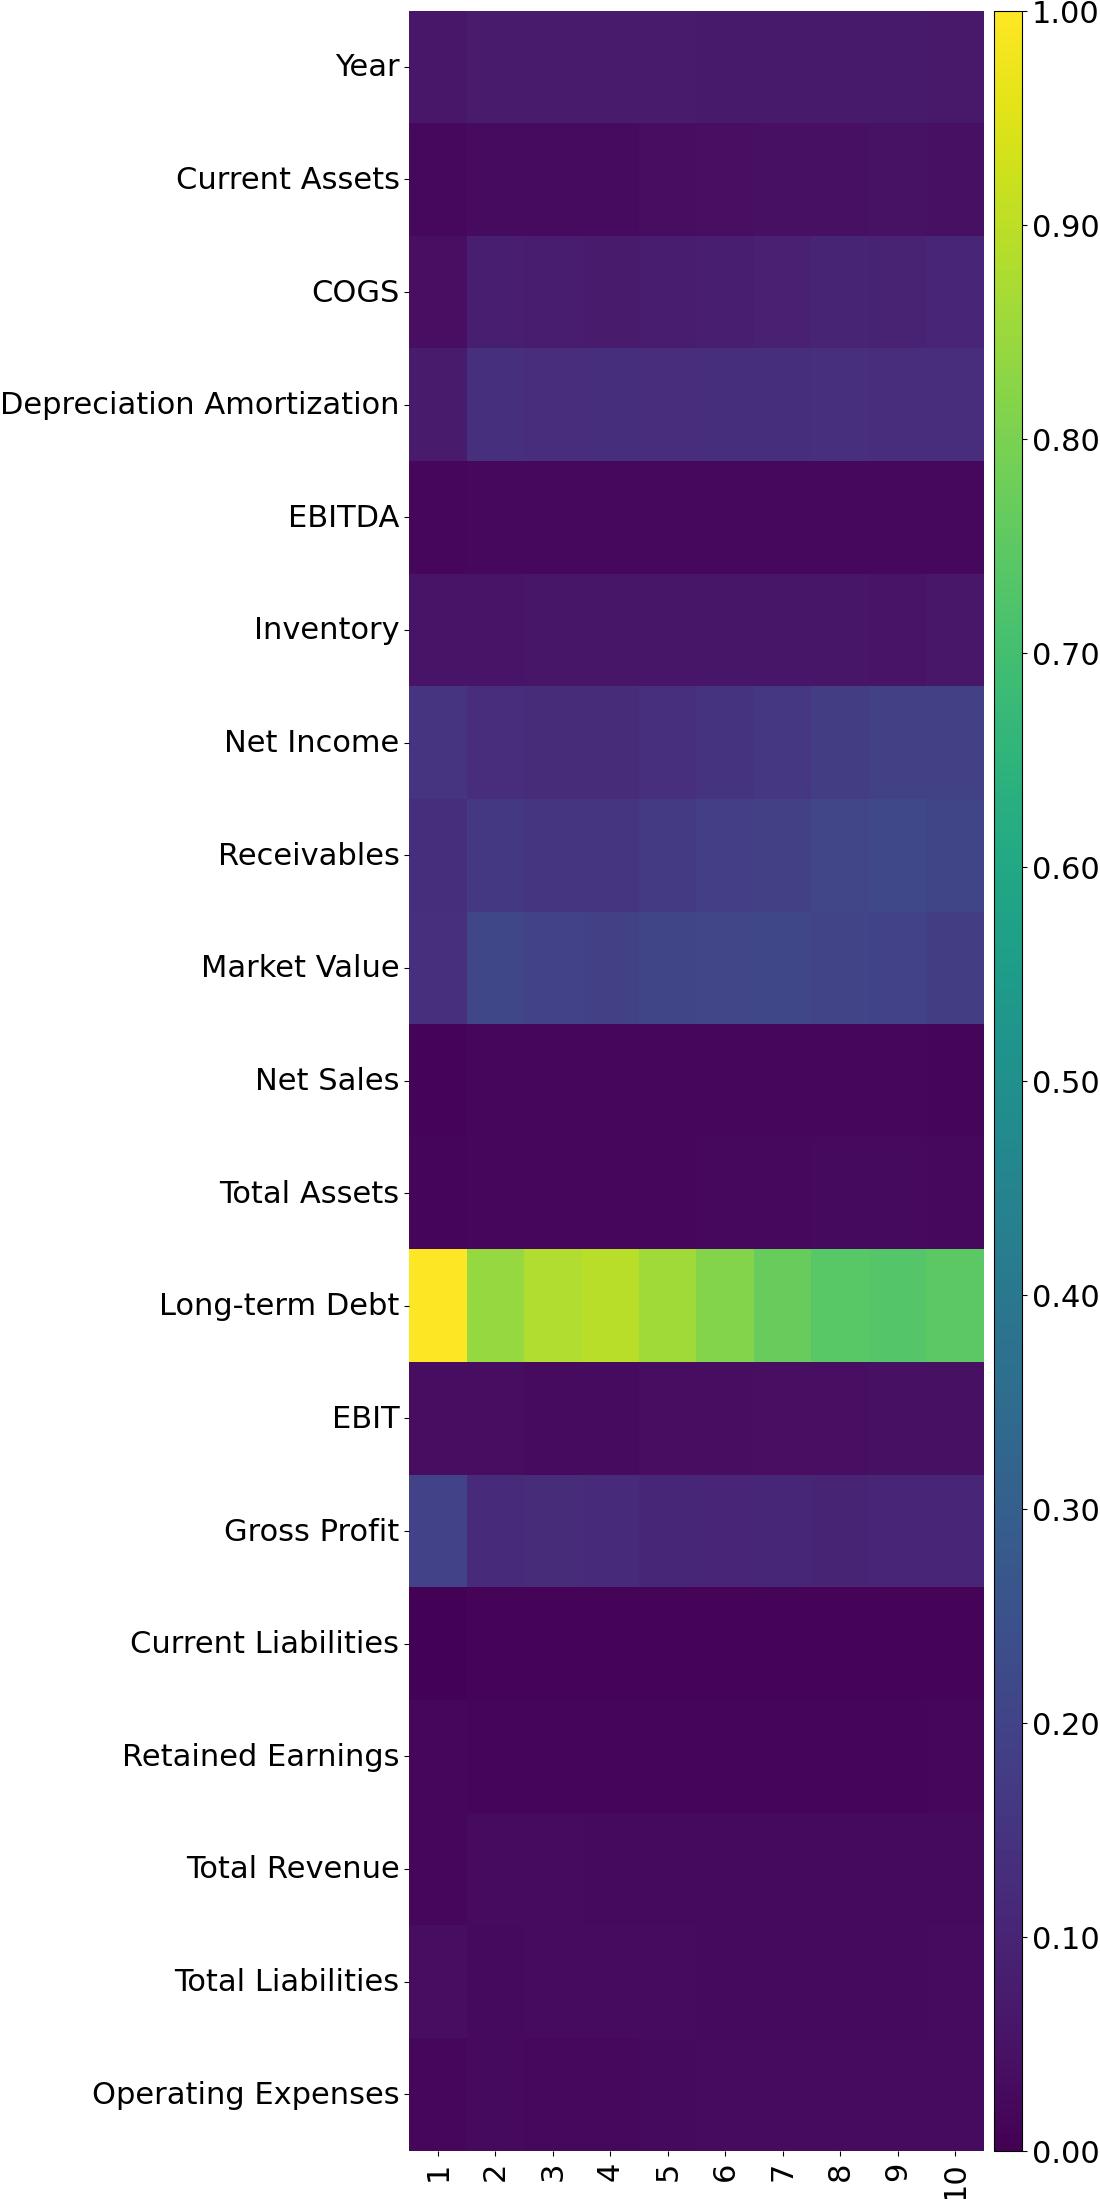 Year
Current Assets
COGS
Depreciation Amortization
EBITDA
Inventory
Net Income
Receivables
Market Value
Net Sales
Total Assets
Long-term Debt
EBIT
Gross Profit
Current Liabilities
Retained Earnings
Total Revenue
Total Liabilities
Operating Expenses
1 2 3 4 5 6 7 8 9 10
1.00
0.90
0.80
0.70
0.60
0.50
0.40
0.30
0.20
0.10
0.00